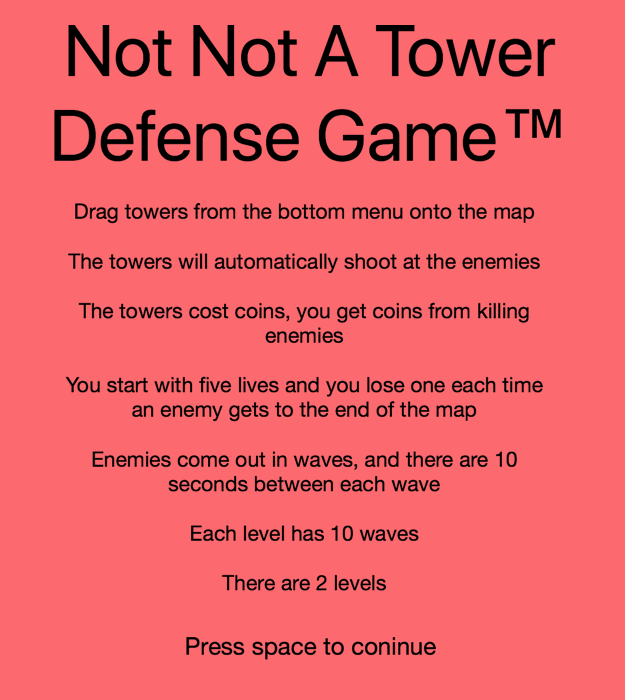 Not Not A Tower
Defense Game™
Drag towers from the bottom menu onto the map
The towers will automatically shoot at the enemies
The towers cost coins, you get coins from killing
enemies
You start with five lives and you lose one each time
an enemy gets to the end of the map
Enemies come out in waves, and there are 10
seconds between each wave
Each level has 10 waves
There are 2 levels
Press space to coninue